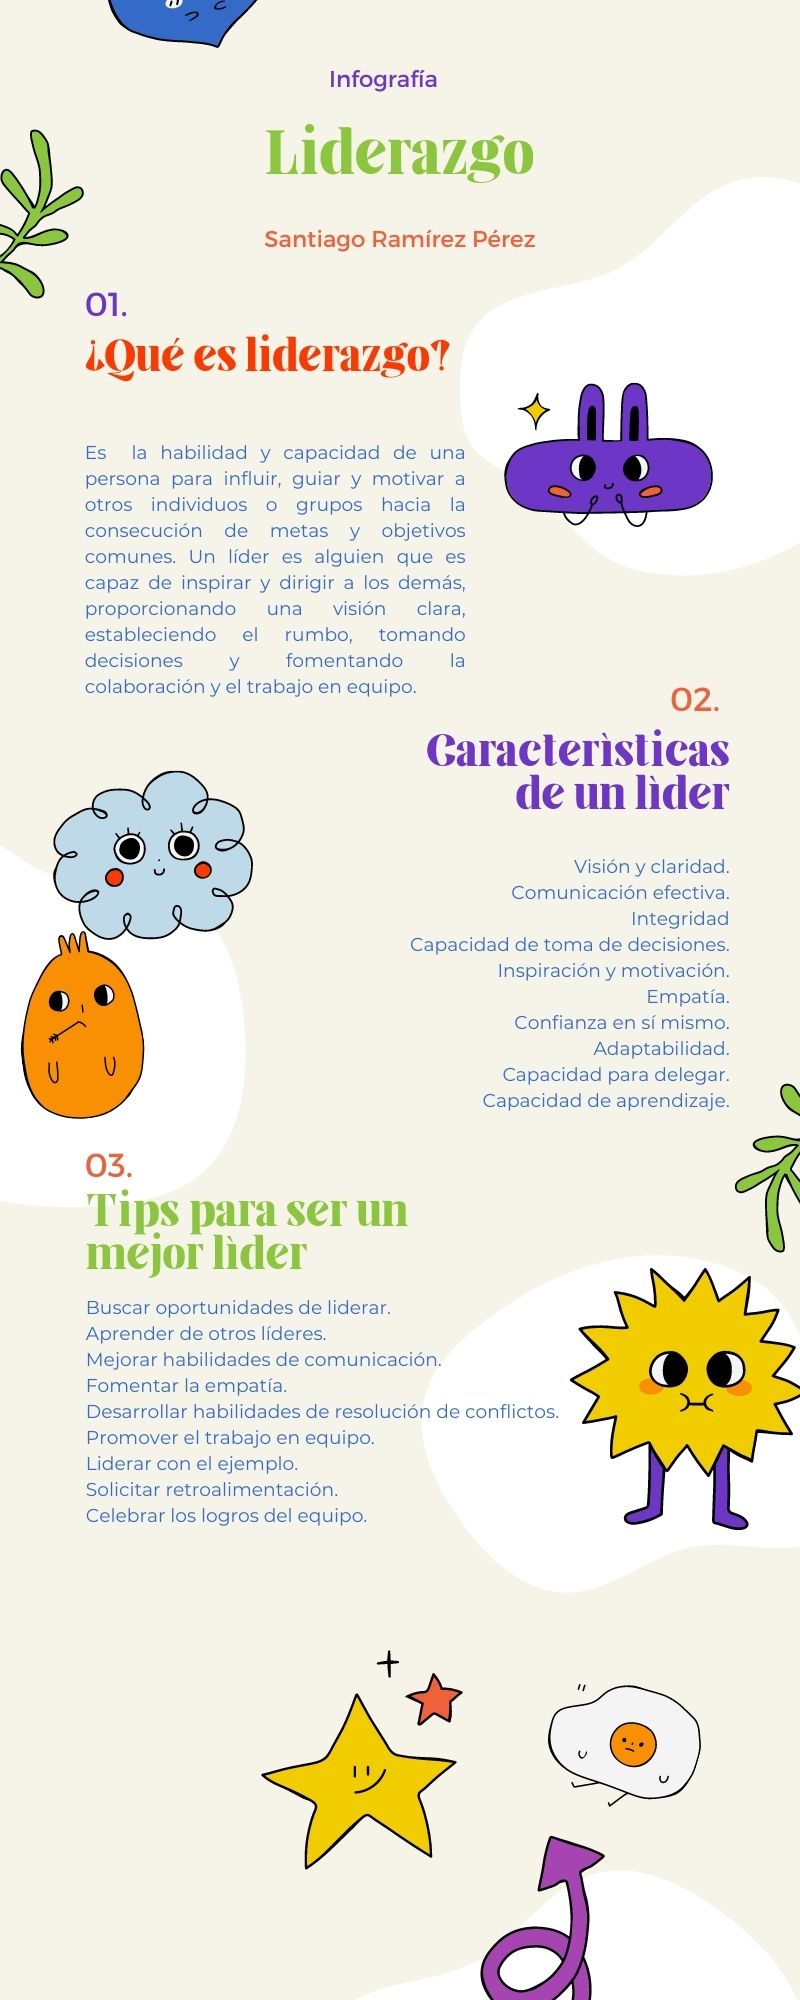 Infografía
Liderazgo
Santiago Ramírez Pérez
01.
¿Qué es liderazgo?
Es la habilidad y capacidad de una
persona para influir, guiar y motivar a
otros individuos o grupos hacia la
consecución de metas y objetivos
comunes. Un líder es alguien que es
capaz de inspirar y dirigir a los demás,
proporcionando una visión clara,
estableciendo el rumbo, tomando
decisiones y fomentando la
colaboración y el trabajo en equipo.
02.
Caracterìsticas
de un lìder
Visión y claridad.
Comunicación efectiva.
Integridad
Capacidad de toma de decisiones.
Inspiración y motivación.
Empatía.
Confianza en sí mismo.
Adaptabilidad.
Capacidad para delegar.
Capacidad de aprendizaje.
03.
Tips para ser un
mejor lìder
Buscar oportunidades de liderar.
Aprender de otros líderes.
Mejorar habilidades de comunicación.
Fomentar la empatía.
Desarrollar habilidades de resolución de conflictos.
Promover el trabajo en equipo.
Liderar con el ejemplo.
Solicitar retroalimentación.
Celebrar los logros del equipo.